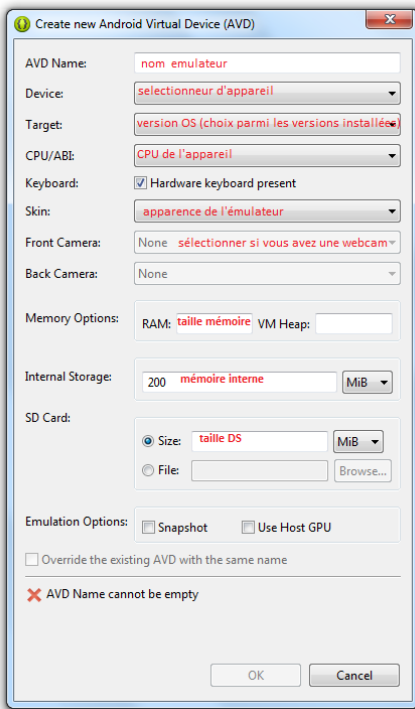 Create new Android Virtual Device (AVD)
AVD Name: nom emulateur
Device: selectionneur d'appareil
Target: version OS (choix parmi les versions installées)
CPU/ABI: CPU de l'appareil
Keyboard: Hardware keyboard present
Skin: apparence de l'émulateur
Front Camera: None sélectionner si vous avez une webcam
Back Camera: None
Memory Options: RAM: taille mémoire VM Heap:
Internal Storage: 200 mémoire interne MiB
SD Card:
Size: taille DS MiB
File: Browse...
Emulation Options: Snapshot Use Host GPU
Override the existing AVD with the same name
AVD Name cannot be empty
OK Cancel